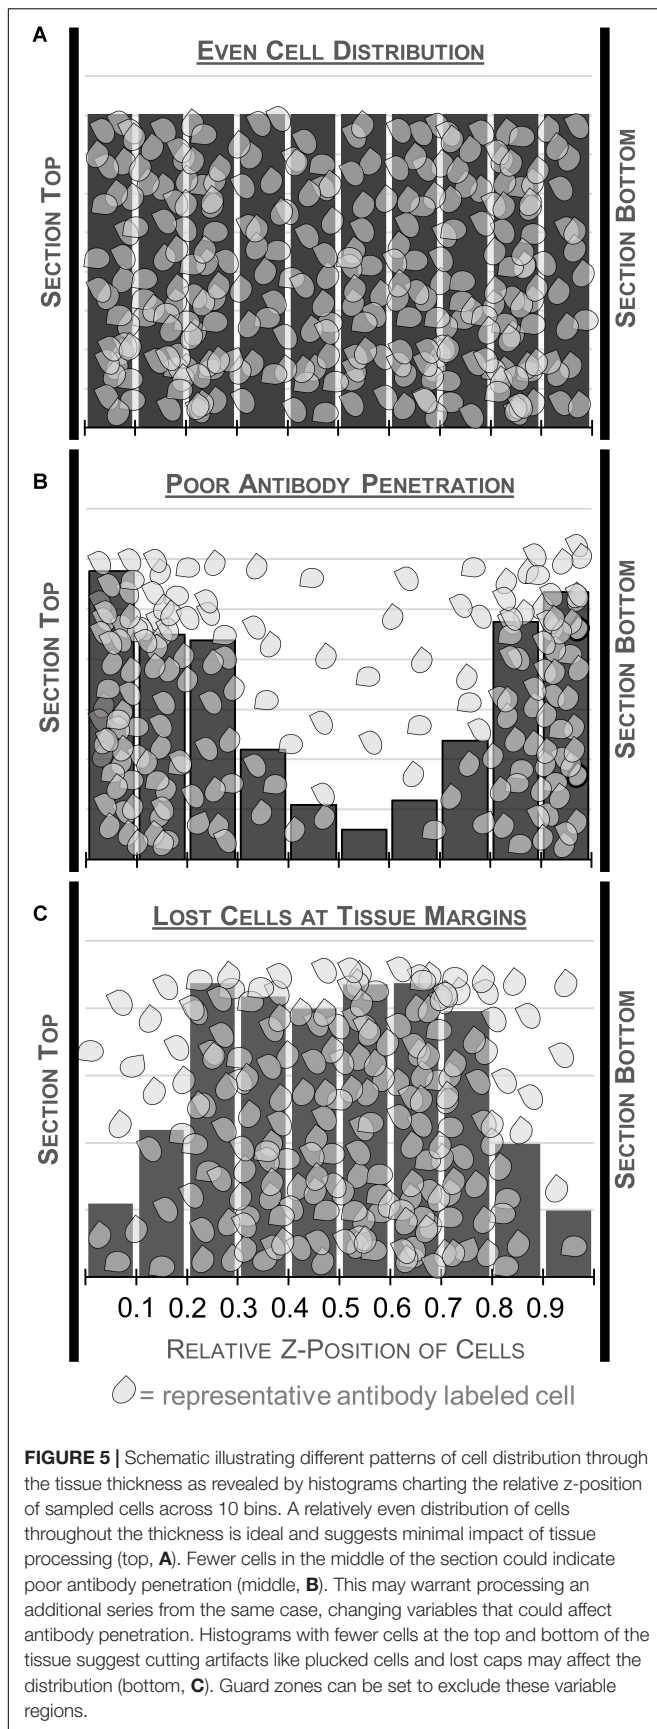 A
EVEN CELL DISTRIBUTION
SECTION TOP
SECTION BOTTOM
B
POOR ANTIBODY PENETRATION
SECTION TOP
SECTION BOTTOM
C
LOST CELLS AT TISSUE MARGINS
SECTION TOP
SECTION BOTTOM
0.1 0.2 0.3 0.4 0.5 0.6 0.7 0.8 0.9
RELATIVE Z-POSITION OF CELLS
= representative antibody labeled cell
FIGURE 5 | Schematic illustrating different patterns of cell distribution through
the tissue thickness as revealed by histograms charting the relative z-position
of sampled cells across 10 bins. A relatively even distribution of cells
throughout the thickness is ideal and suggests minimal impact of tissue
processing (top, A). Fewer cells in the middle of the section could indicate
poor antibody penetration (middle, B). This may warrant processing an
additional series from the same case, changing variables that could affect
antibody penetration. Histograms with fewer cells at the top and bottom of the
tissue suggest cutting artifacts like plucked cells and lost caps may affect the
distribution (bottom, C). Guard zones can be set to exclude these variable
regions.